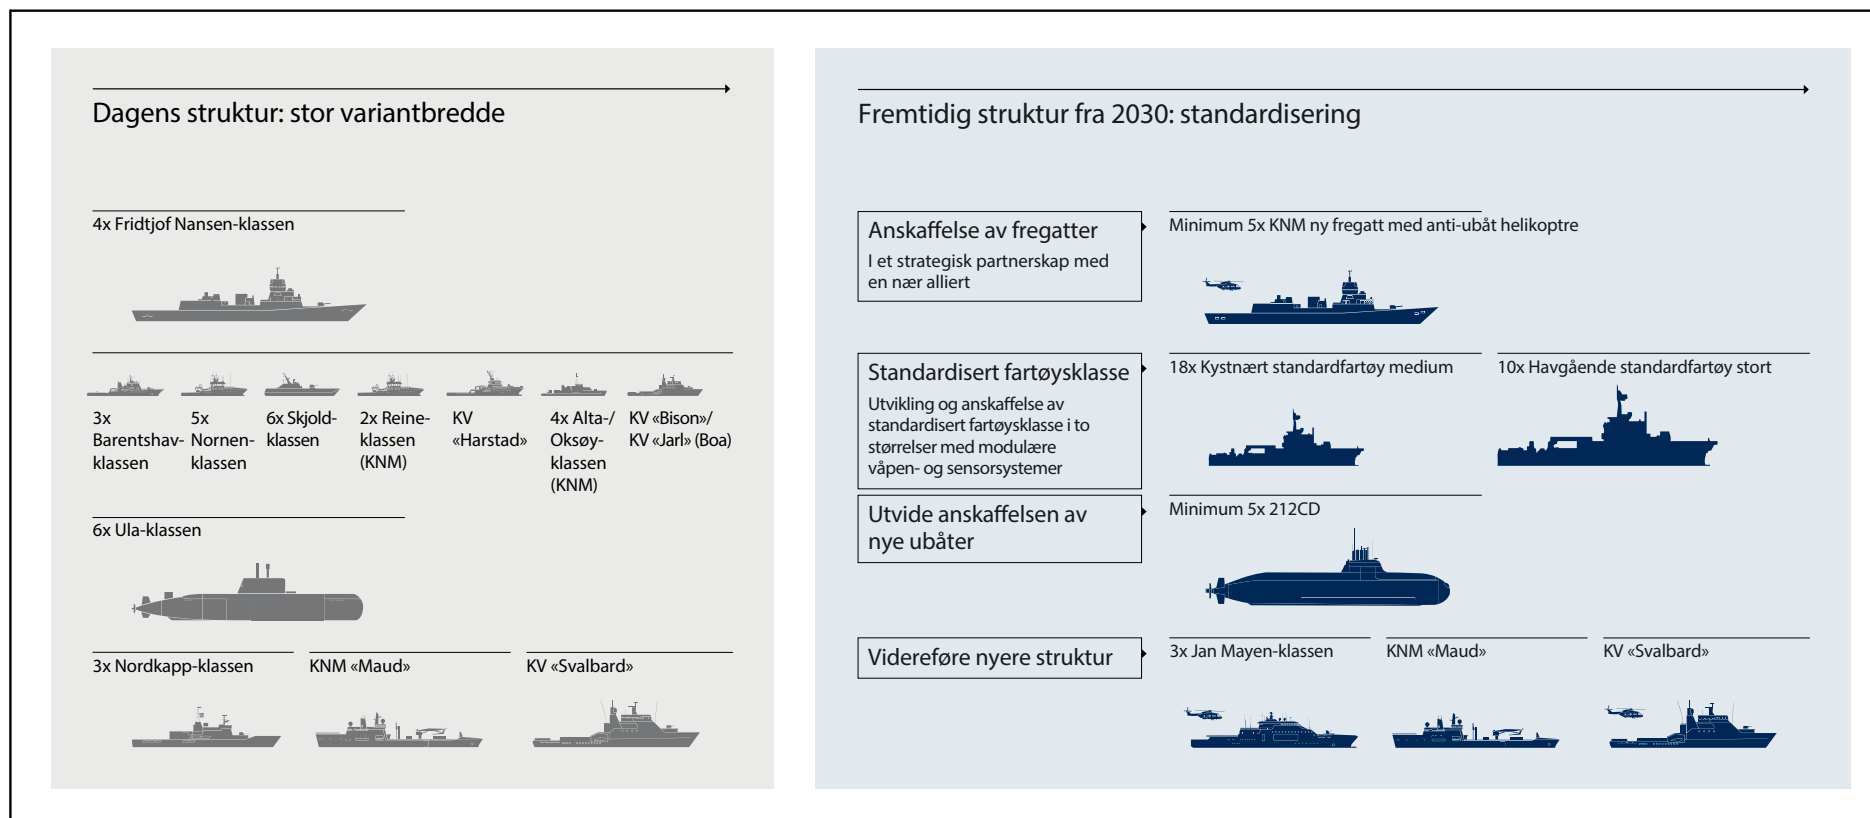 Dagens struktur: stor variantbredde
4x Fridtjof Nansen-klassen
3x
Barentshav-
klassen
5x
Nornen-
klassen
6x Skjold-
klassen
2x Reine-
klassen
(KNM)
KV
«Harstad»
4x Alta-/
Oksøy-
klassen
(KNM)
KV «Bison»/
KV «Jarl» (Boa)
6x Ula-klassen
3x Nordkapp-klassen
KNM «Maud»
KV «Svalbard»
Fremtidig struktur fra 2030: standardisering
Anskaffelse av fregatter
I et strategisk partnerskap med
en nær alliert
Minimum 5x KNM ny fregatt med anti-ubåt helikoptre
Standardisert fartøysklasse
Utvikling og anskaffelse av
standardisert fartøysklasse i to
størrelser med modulære
våpen- og sensorsystemer
18x Kystnært standardfartøy medium
10x Havgående standardfartøy stort
Utvide anskaffelsen av
nye ubåter
Minimum 5x 212CD
Videreføre nyere struktur
3x Jan Mayen-klassen
KNM «Maud»
KV «Svalbard»